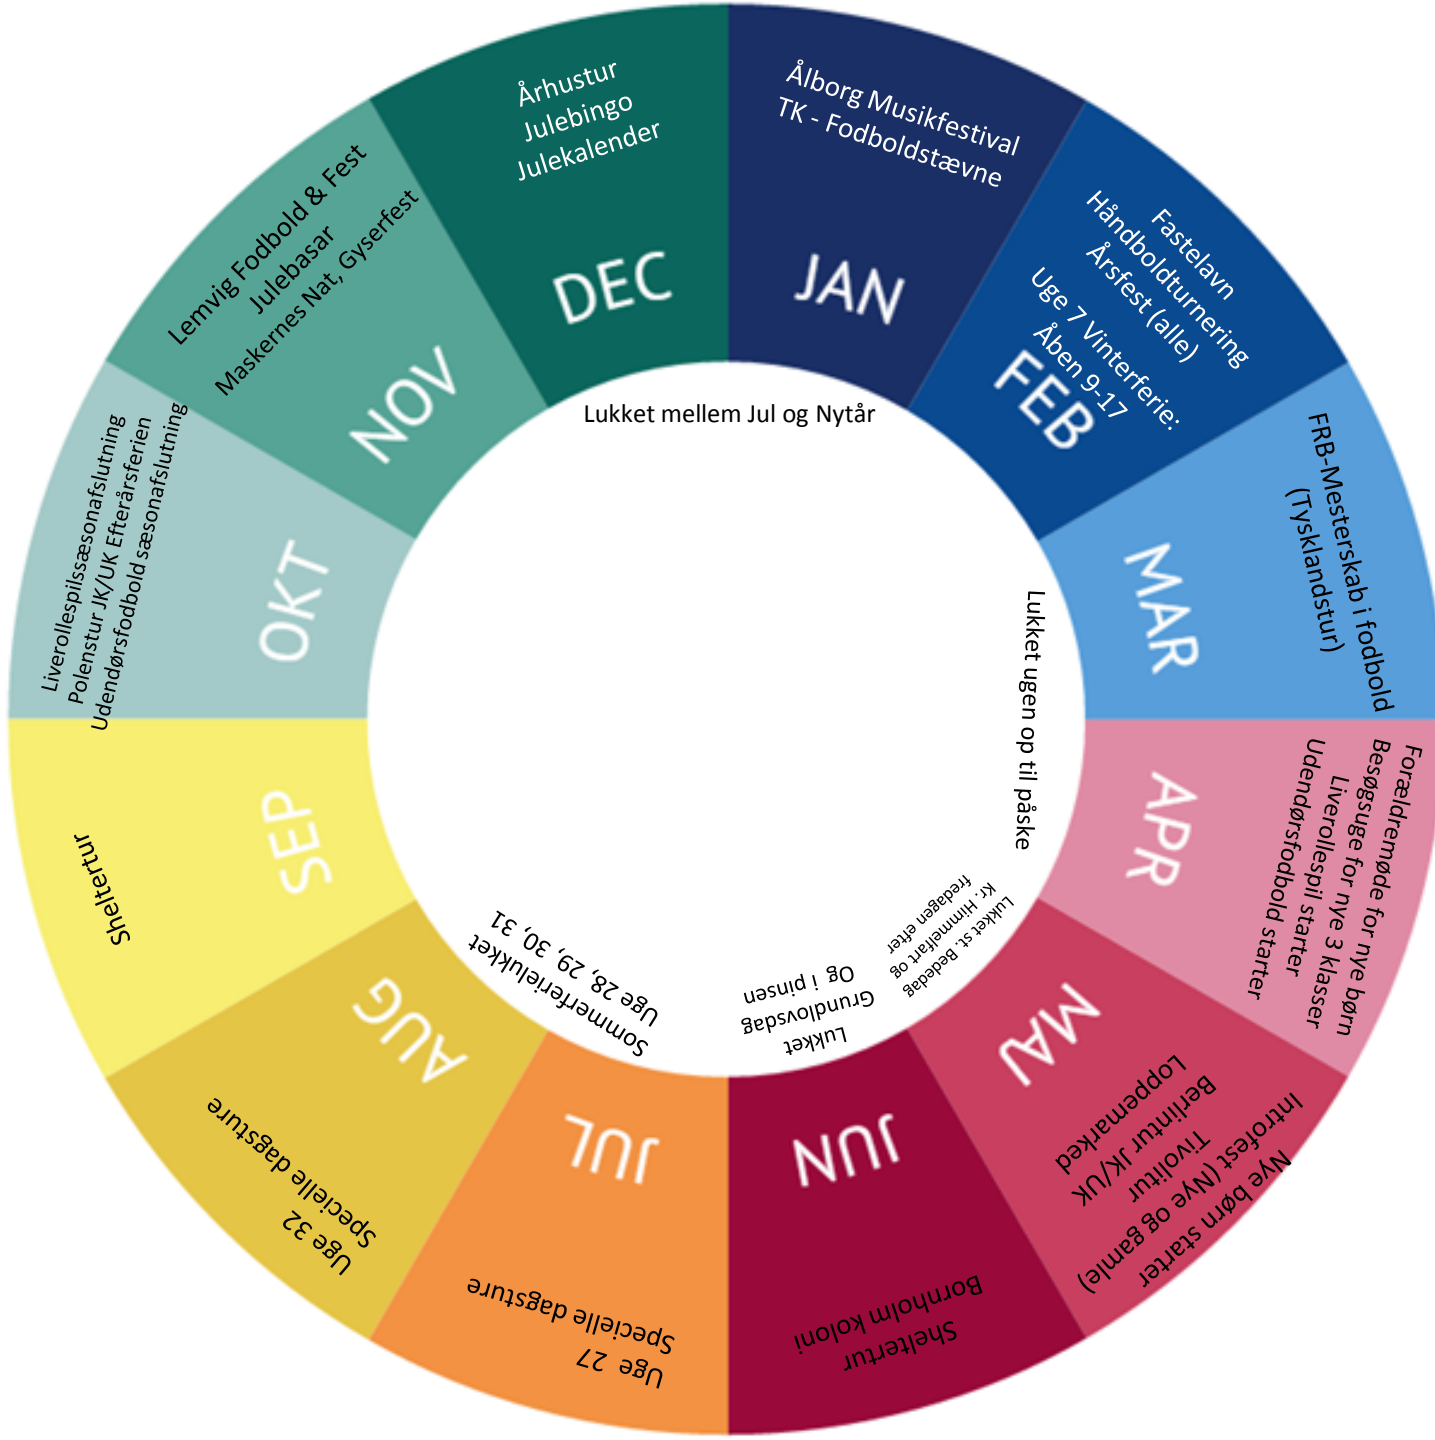 Ålborg Musikfestival
TK - Fodboldstævne
JAN
Fastelavn
Håndboldturnering
Årsfest (alle)
Uge 7 Vinterferie:
Åben 9-17
FEB
FRB-Mesterskab i fodbold
(Tysklandstur)
MAR
Forældremøde for nye børn
Besøgsuge for nye 3 klasser
Liverollespil starter
Udendørsfodbold starter
APR
Nye børn starter
Introfest (Nye og gamle)
Tivolitur
Berlintur JK/UK
Loppemarked
MAJ
Sheltertur
Bornholm koloni
JUN
Uge 27
Specielle dagsture
JUL
Uge 32
Specielle dagsture
AUG
Sheltertur
SEP
Liverollespilssæsonafslutning
Polenstur JK/UK Efterårsferien
Udendørsfodbold sæsonafslutning
OKT
Lemvig Fodbold & Fest
Julebasar
Maskernes Nat, Gyserfest
NOV
Århustur
Julebingo
Julekalender
DEC
Lukket mellem Jul og Nytår
Lukket ugen op til påske
Lukket st. Bededag
Kr. Himmelfart og
fredagen efter
Lukket
Grundlovsdag
Og i pinsen
Sommerferielukket
Uge 28, 29, 30, 31